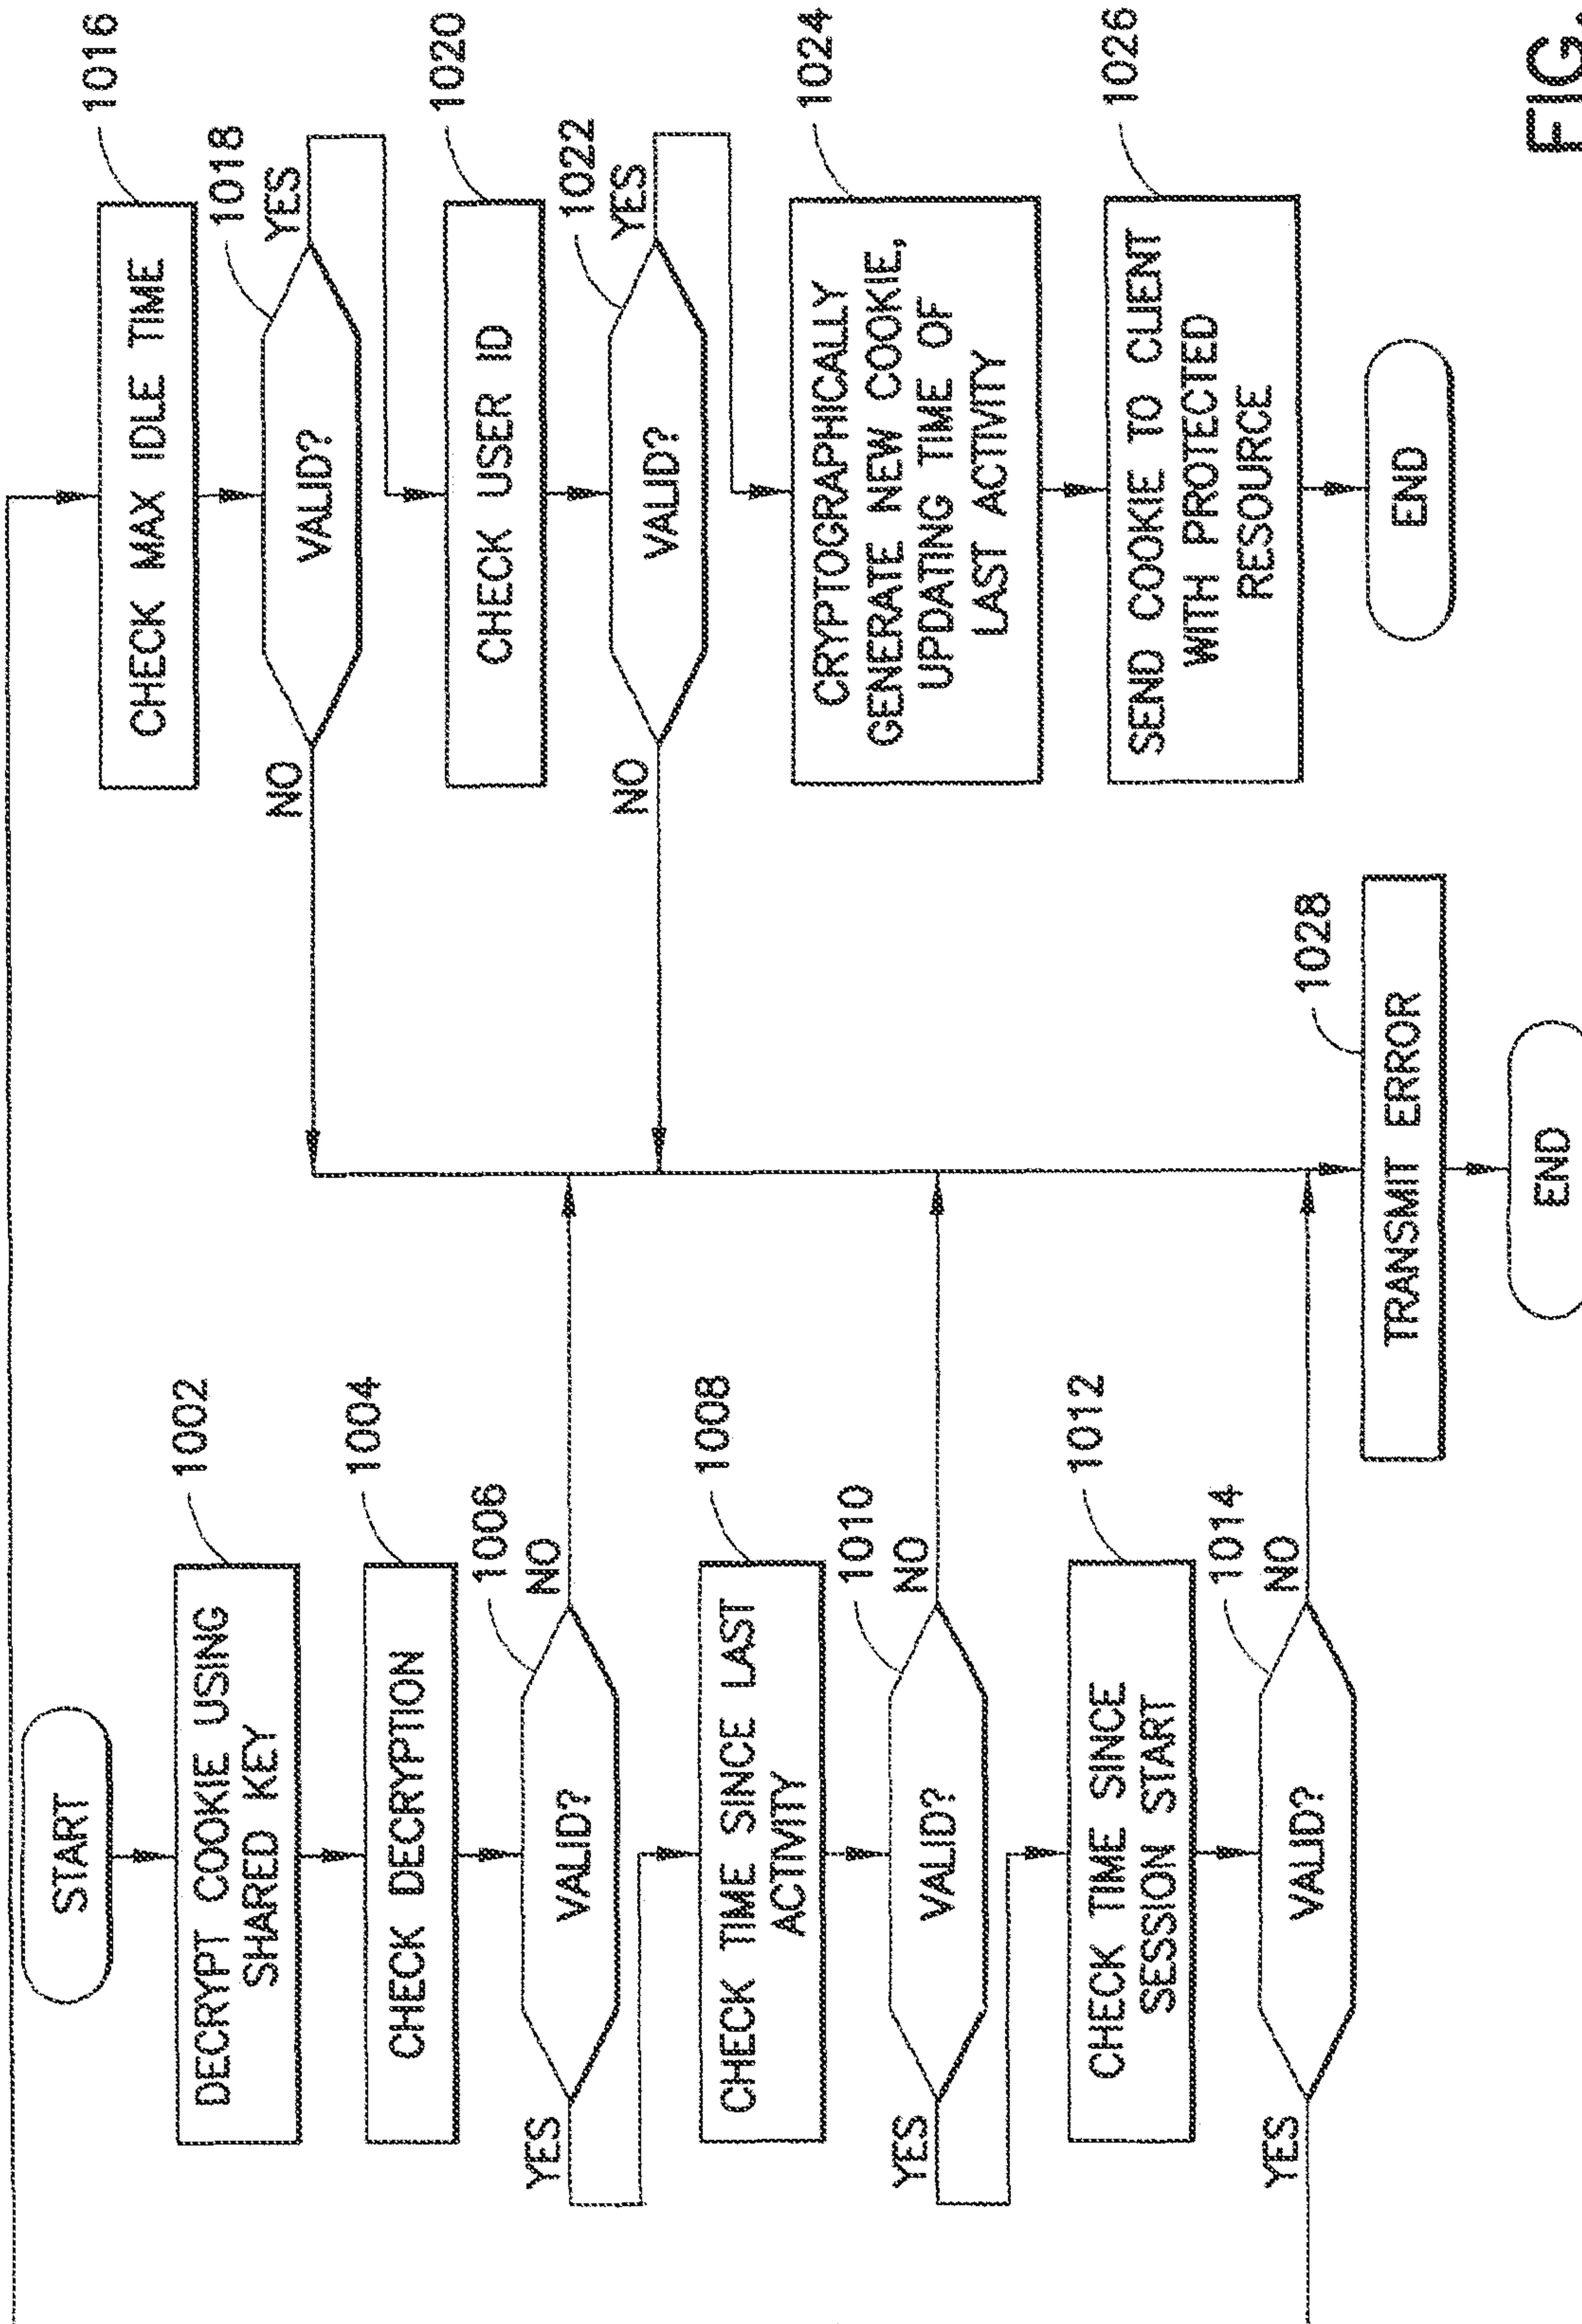 START
1002
DECRYPT COOKIE USING
SHARED KEY
1004
CHECK DECRYPTION
1006
VALID?
YES
NO
1008
CHECK TIME SINCE LAST
ACTIVITY
1010
VALID?
YES
NO
1012
CHECK TIME SINCE
SESSION START
1014
VALID?
YES
NO
1016
CHECK MAX IDLE TIME
1018
VALID?
NO
YES
1020
CHECK USER ID
1022
VALID?
NO
YES
1024
CRYPTOGRAPHICALLY
GENERATE NEW COOKIE,
UPDATING TIME OF
LAST ACTIVITY
1026
SEND COOKIE TO CLIENT
WITH PROTECTED
RESOURCE
END
1028
TRANSMIT ERROR
END
FIG.